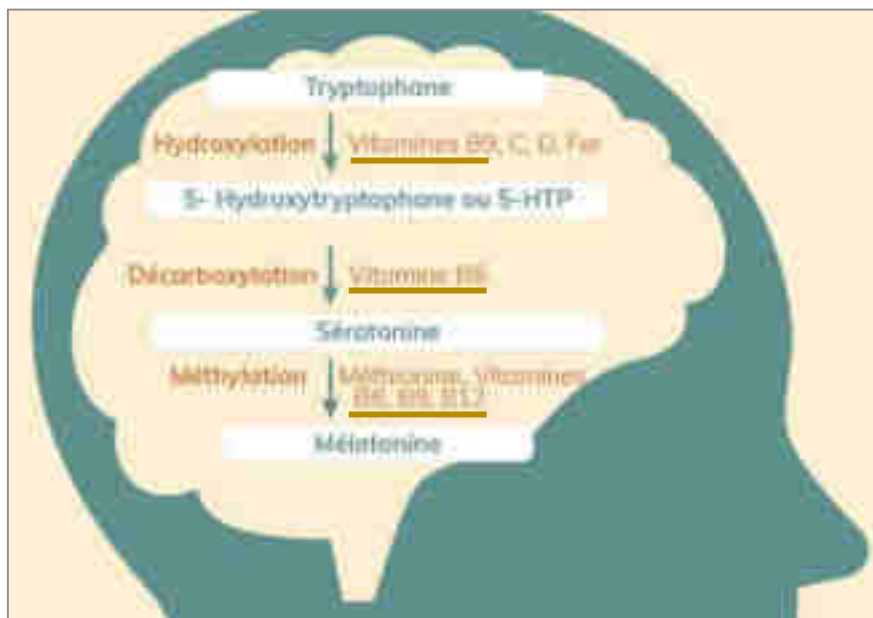 Tryptophane
Hydroxylation Vitamines B9, C, D, Fer
5- Hydroxytryptophane ou 5-HTP
Décarboxylation Vitamine B6
Sérotonine
Méthylation Méthionine, Vitamines
B6, B9, B12
Mélatonine